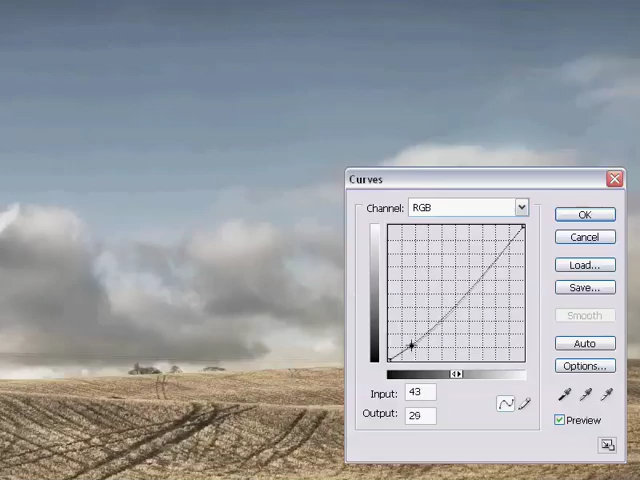 Curves
Channel: RGB
OK
Cancel
Load...
Save...
Smooth
Auto
Options...
Input: 43
Output: 29
Preview